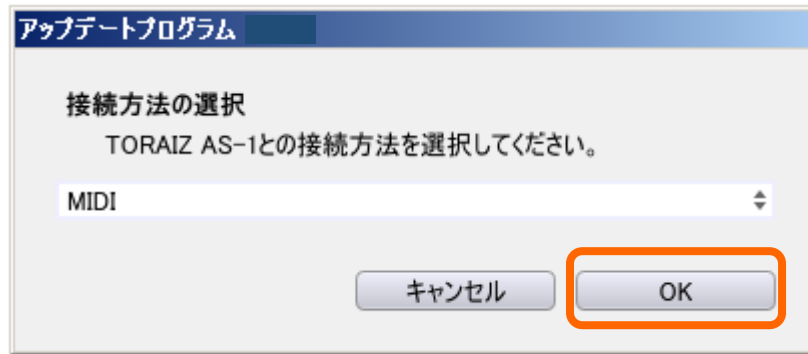 アップデートプログラム
接続方法の選択
TORAIZ AS-1との接続方法を選択してください。
MIDI
キャンセル
OK